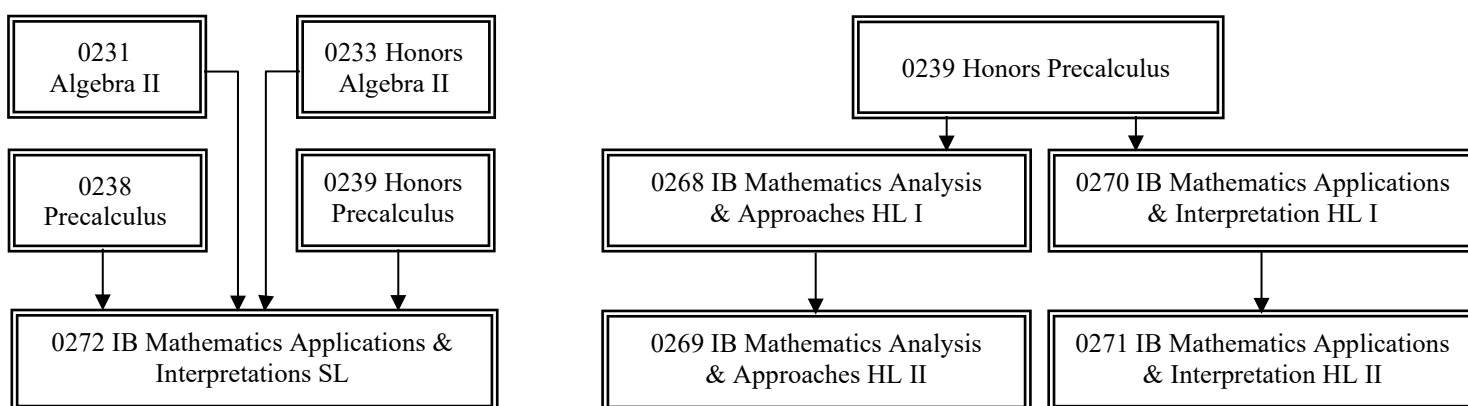 0231
Algebra II
0233 Honors
Algebra II
0238
Precalculus
0239 Honors
Precalculus
0272 IB Mathematics Applications &
Interpretations SL
0239 Honors Precalculus
0268 IB Mathematics Analysis
& Approaches HL I
0270 IB Mathematics Applications
& Interpretation HL I
0269 IB Mathematics Analysis
& Approaches HL II
0271 IB Mathematics Applications
& Interpretation HL II